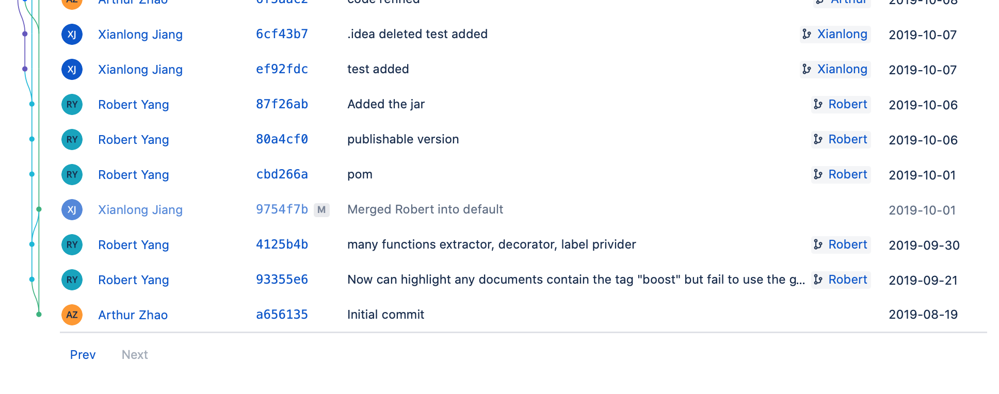 AZ Arthur Zhao code refined Arthur 2019-10-08
XJ Xianlong Jiang 6cf43b7 .idea deleted test added Xianlong 2019-10-07
XJ Xianlong Jiang ef92fdc test added Xianlong 2019-10-07
RY Robert Yang 87f26ab Added the jar Robert 2019-10-06
RY Robert Yang 80a4cf0 publishable version Robert 2019-10-06
RY Robert Yang cbd266a pom Robert 2019-10-01
XJ Xianlong Jiang 9754f7b M Merged Robert into default 2019-10-01
RY Robert Yang 4125b4b many functions extractor, decorator, label privider Robert 2019-09-30
RY Robert Yang 93355e6 Now can highlight any documents contain the tag "boost" but fail to use the g... Robert 2019-09-21
AZ Arthur Zhao a656135 Initial commit 2019-08-19
Prev Next